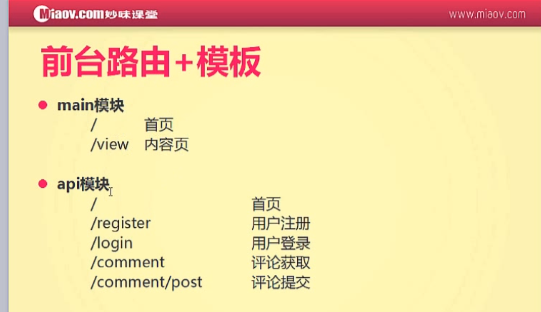 Miaov.com妙味课堂 www.miaov.com
前台路由+模板
main模块
/ 首页
/view 内容页
api模块
/ 首页
/register 用户注册
/login 用户登录
/comment 评论获取
/comment/post 评论提交